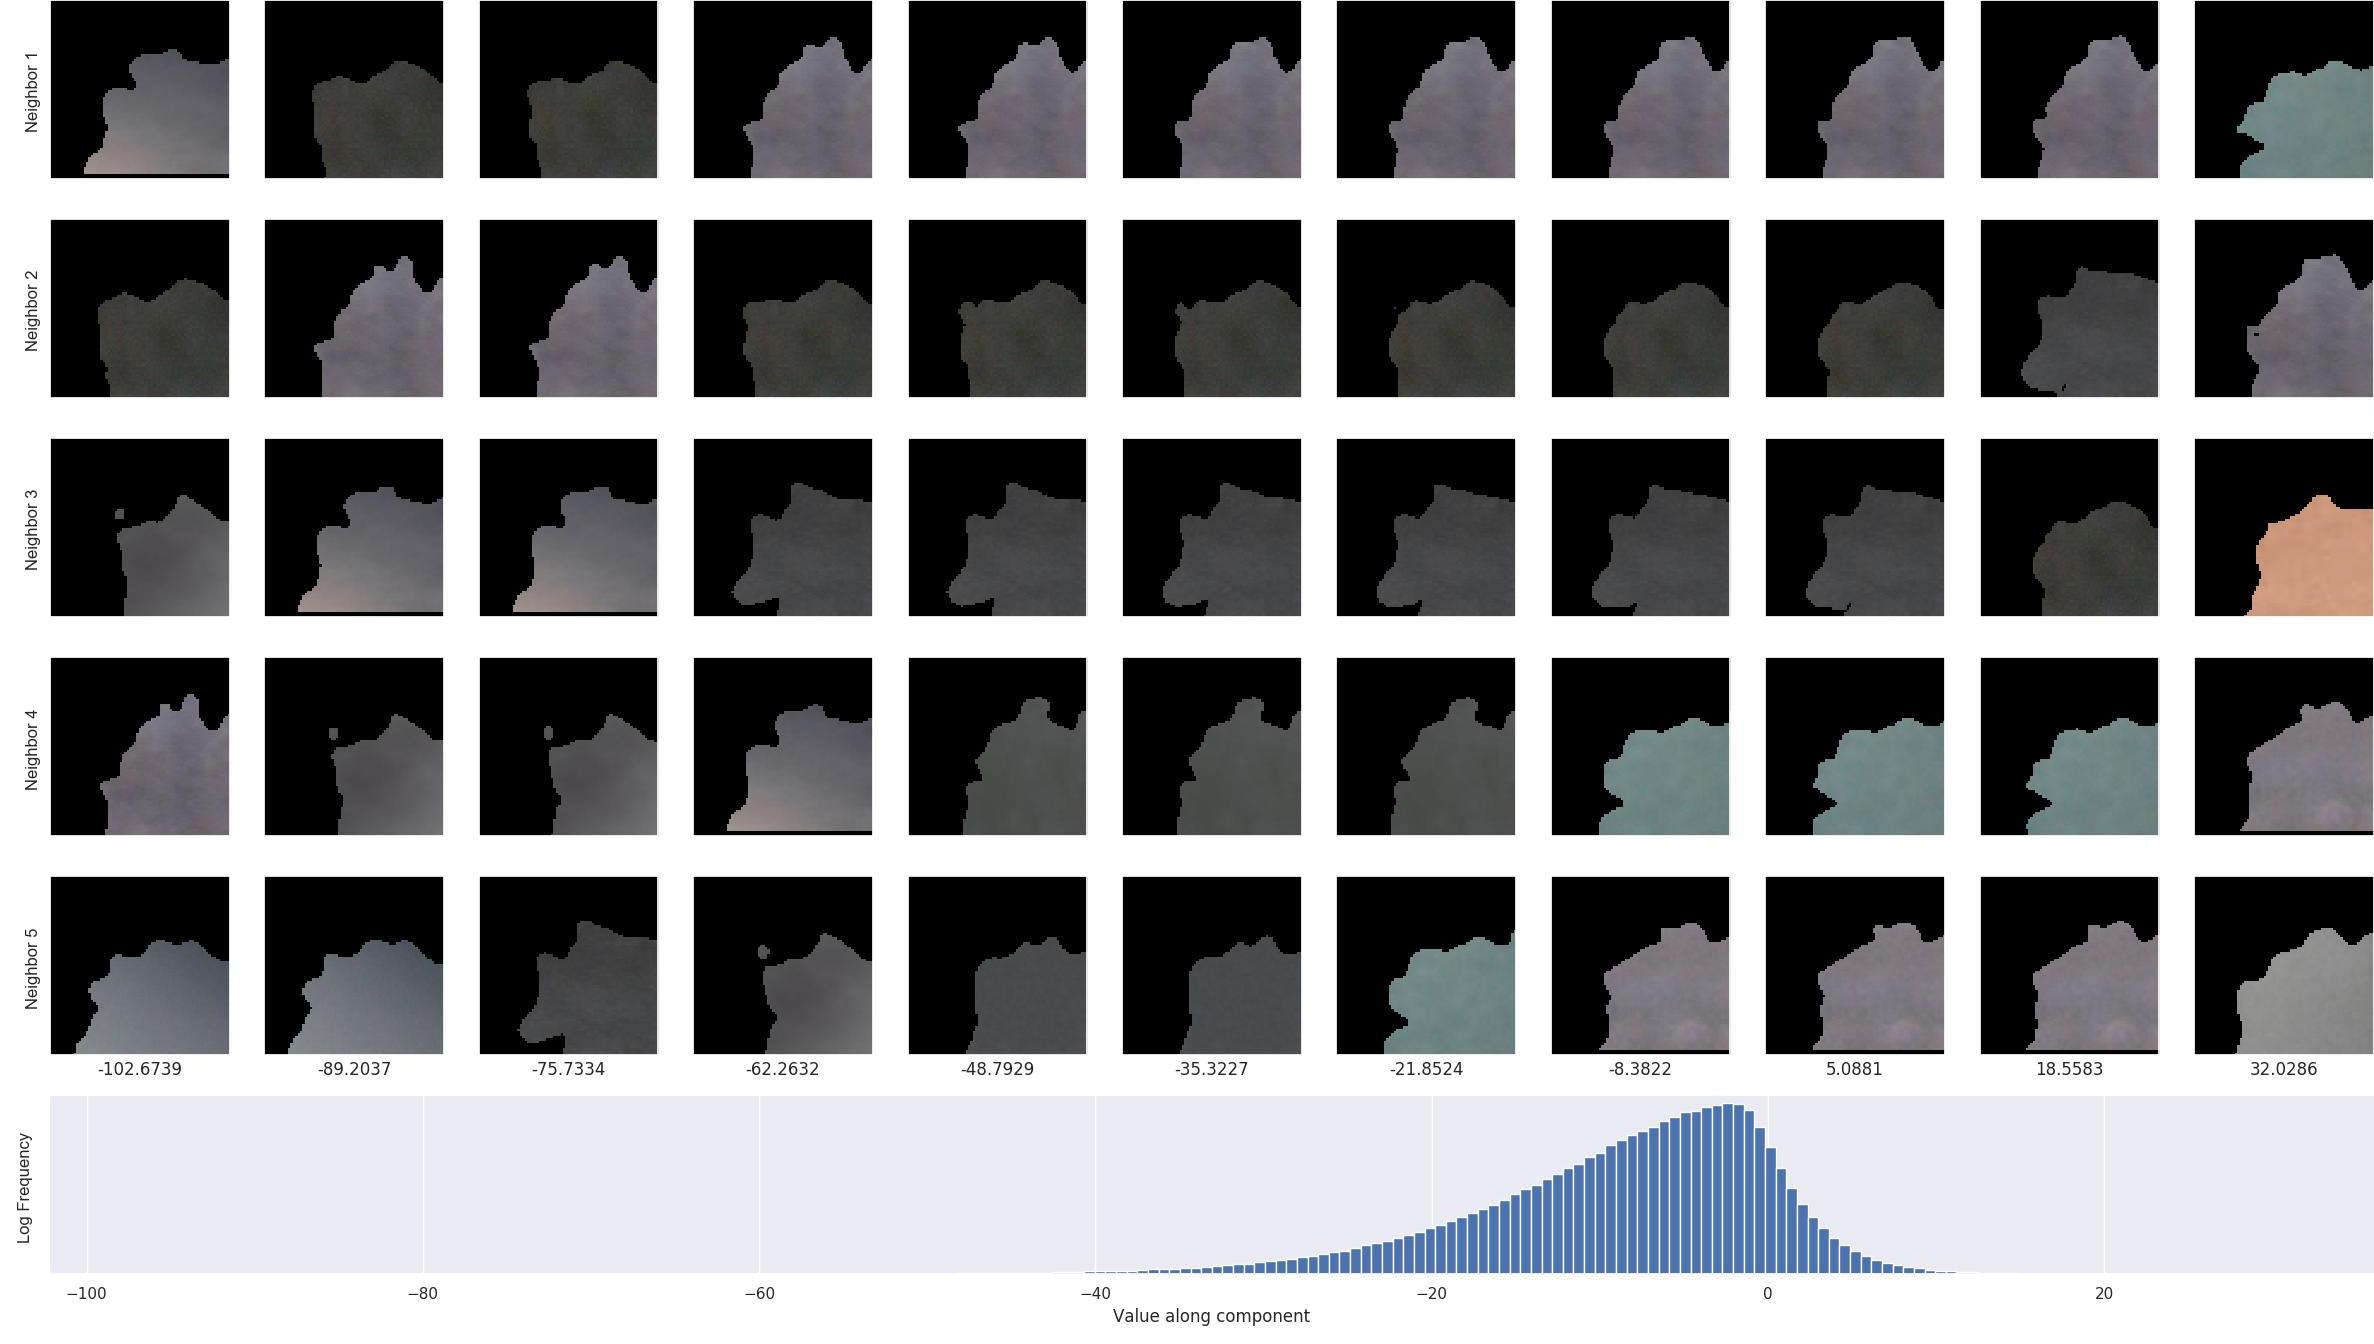 Neighbor 1
Neighbor 2
Neighbor 3
Neighbor 4
Neighbor 5
-102.6739 -89.2037 -75.7334 -62.2632 -48.7929 -35.3227 -21.8524 -8.3822 5.0881 18.5583 32.0286
Log Frequency
−100 −80 −60 −40 −20 0 20
Value along component